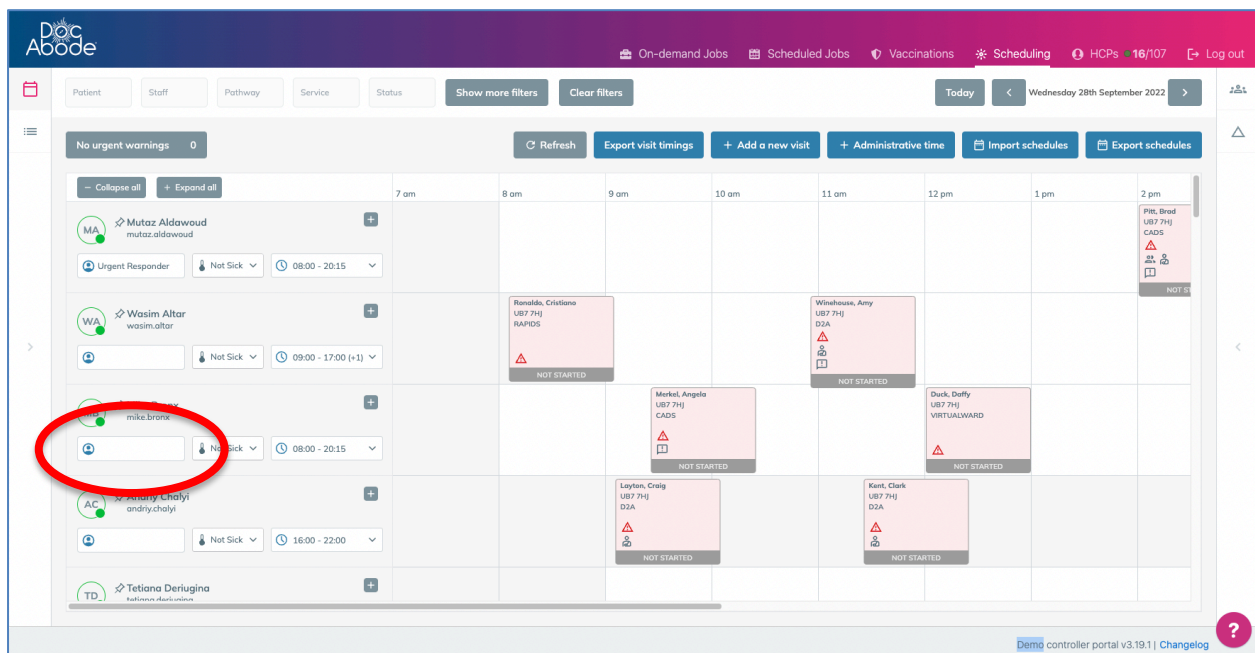 Doc
Abode
On-demand Jobs
Scheduled Jobs
Vaccinations
Scheduling
HCPs 16/107
Log out
Patient
Staff
Pathway
Service
Status
Show more filters
Clear filters
Today
Wednesday 28th September 2022
No urgent warnings 0
Refresh
Export visit timings
+ Add a new visit
+ Administrative time
Import schedules
Export schedules
− Collapse all
+ Expand all
7 am
8 am
9 am
10 am
11 am
12 pm
1 pm
2 pm
MA
Mutaz Aldawoud
mutaz.aldawoud
Urgent Responder
Not Sick
08:00 - 20:15
Pitt, Brad
UB7 7HJ
CADS
NOT ST
WA
Wasim Altar
wasim.altar
Not Sick
09:00 - 17:00 (+1)
Ronaldo, Cristiano
UB7 7HJ
RAPIDS
NOT STARTED
Winehouse, Amy
UB7 7HJ
D2A
NOT STARTED
mike.bronx
Not Sick
08:00 - 20:15
Merkel, Angela
UB7 7HJ
CADS
NOT STARTED
Duck, Daffy
UB7 7HJ
VIRTUALWARD
NOT STARTED
AC
Andriy Chalyi
andriy.chalyi
Not Sick
16:00 - 22:00
Layton, Craig
UB7 7HJ
D2A
NOT STARTED
Kent, Clark
UB7 7HJ
D2A
NOT STARTED
TD
Tetiana Deriugina
tetiana.deriugina
Demo controller portal v3.19.1 | Changelog
?